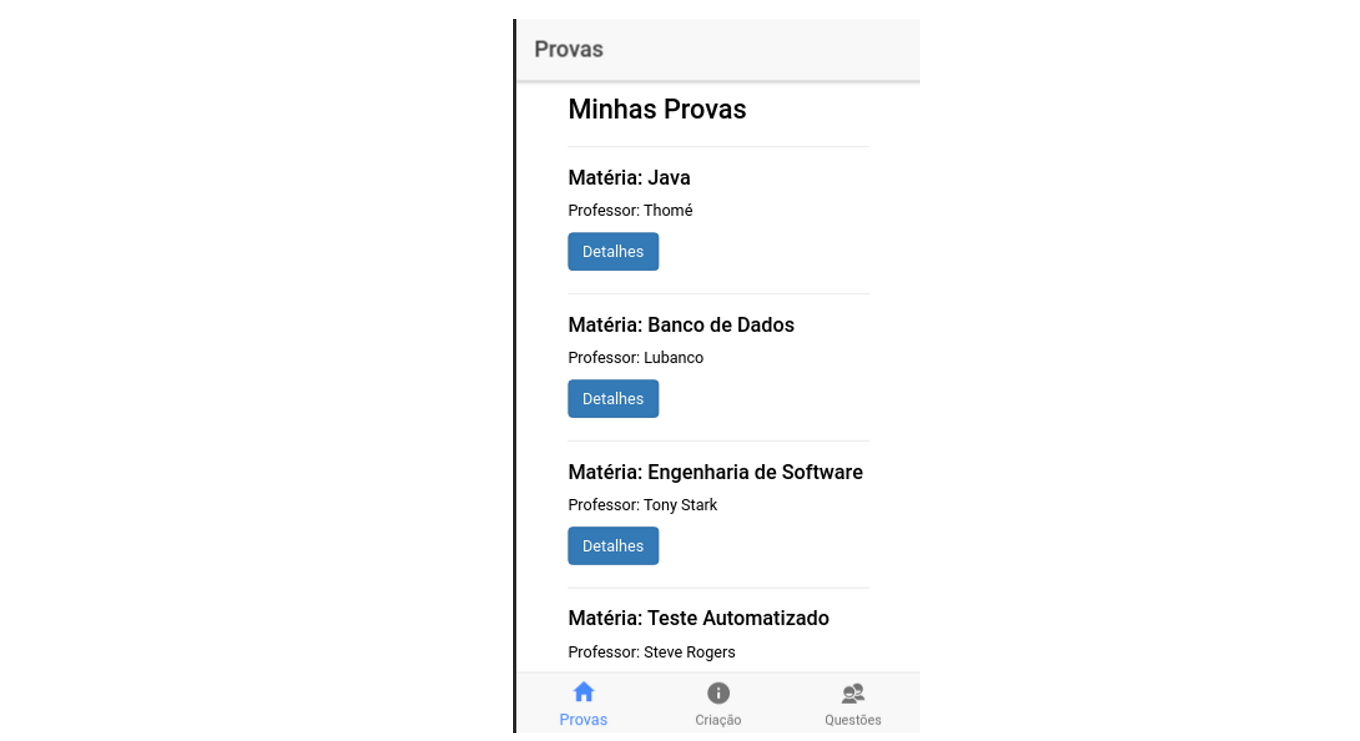 Provas
Minhas Provas
Matéria: Java
Professor: Thomé
Detalhes
Matéria: Banco de Dados
Professor: Lubanco
Detalhes
Matéria: Engenharia de Software
Professor: Tony Stark
Detalhes
Matéria: Teste Automatizado
Professor: Steve Rogers
Provas
Criação
Questões